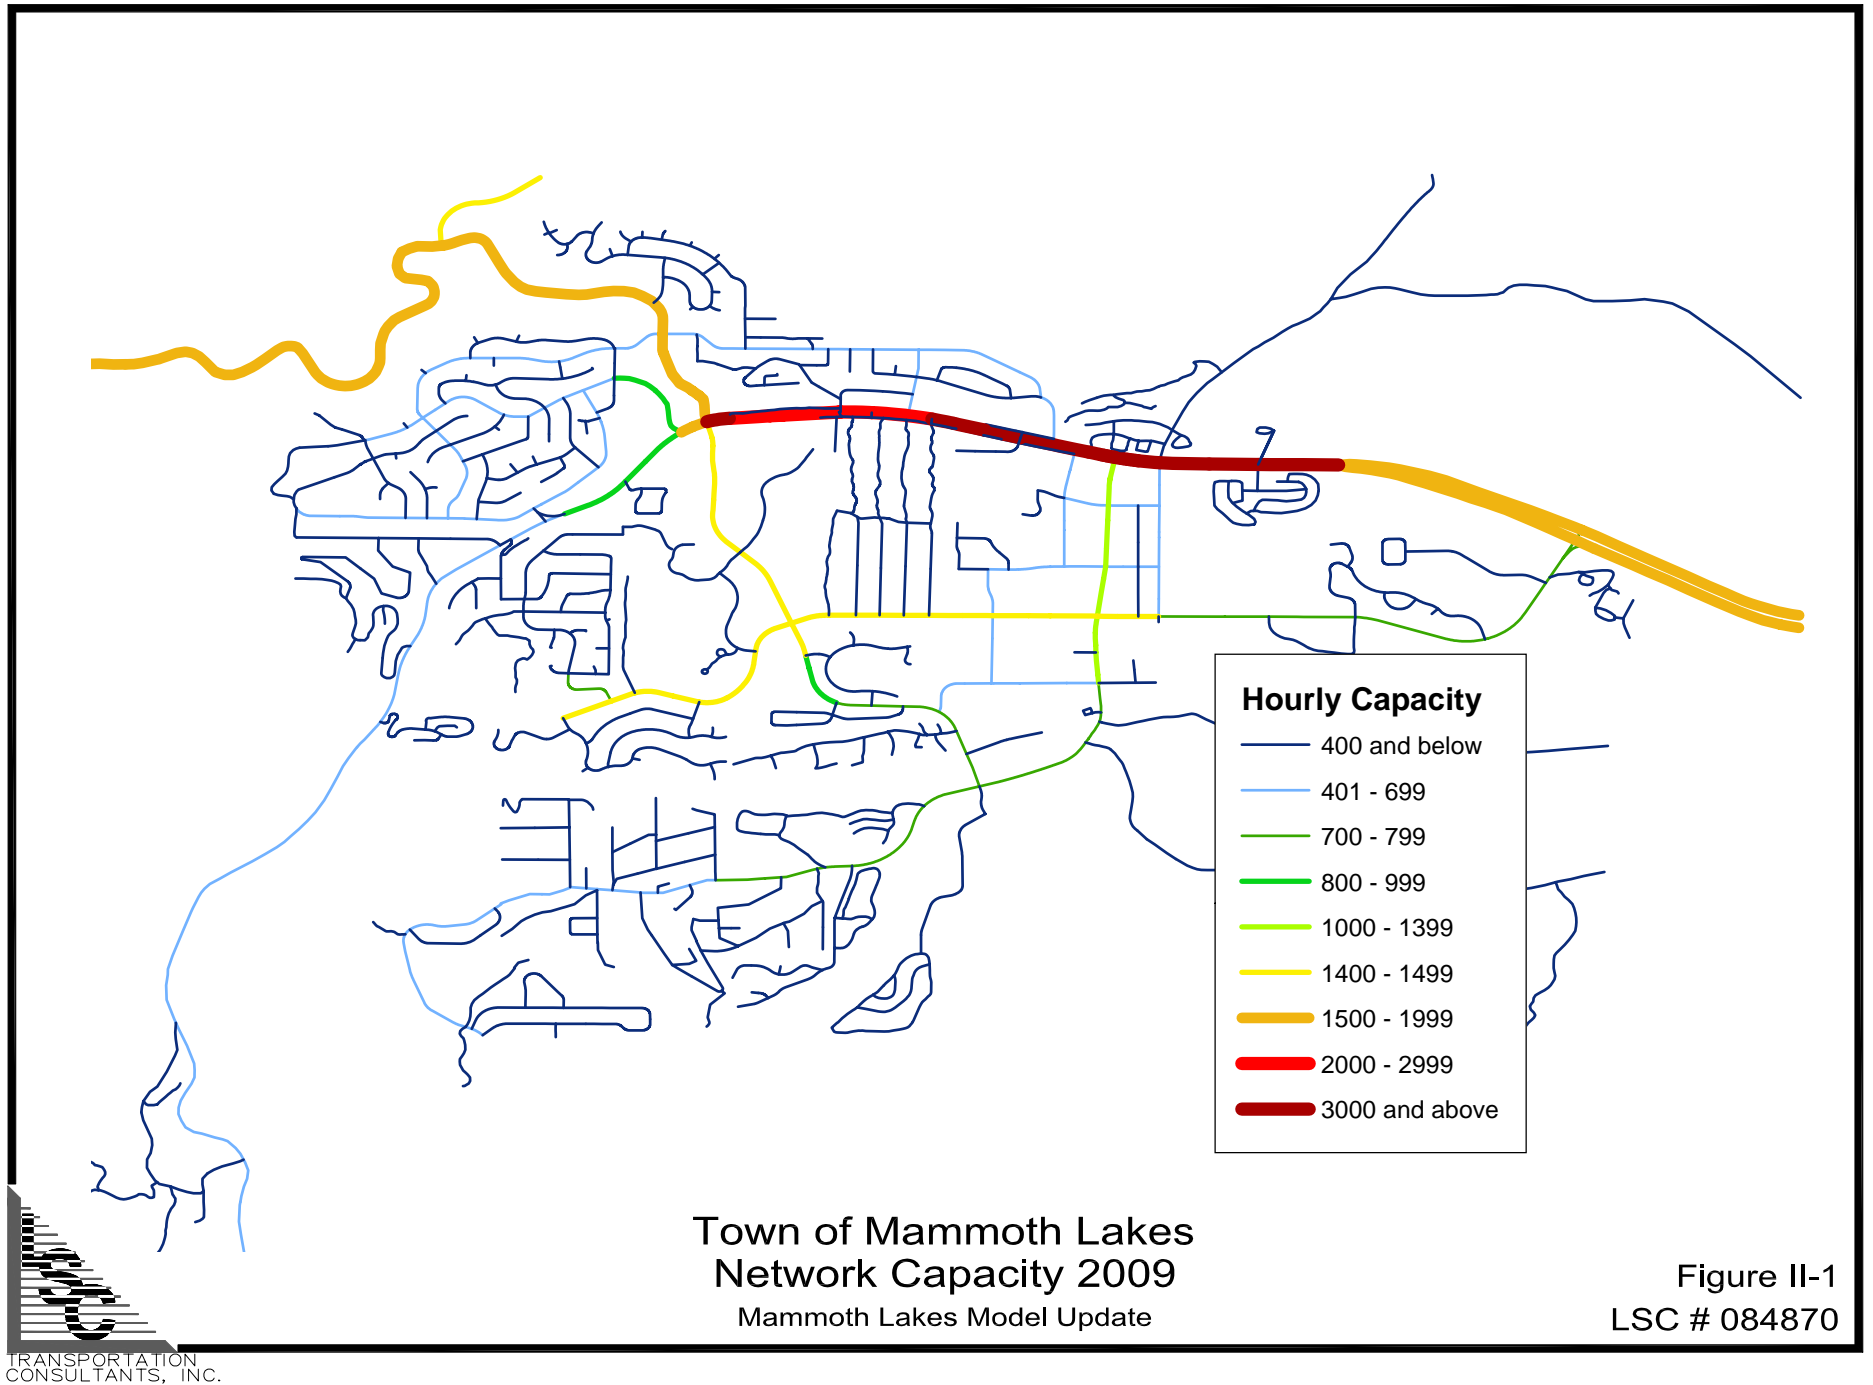 Hourly Capacity
400 and below
401 - 699
700 - 799
800 - 999
1000 - 1399
1400 - 1499
1500 - 1999
2000 - 2999
3000 and above
Town of Mammoth Lakes
Network Capacity 2009
Mammoth Lakes Model Update
Figure II-1
LSC # 084870
LSC
TRANSPORTATION
CONSULTANTS, INC.